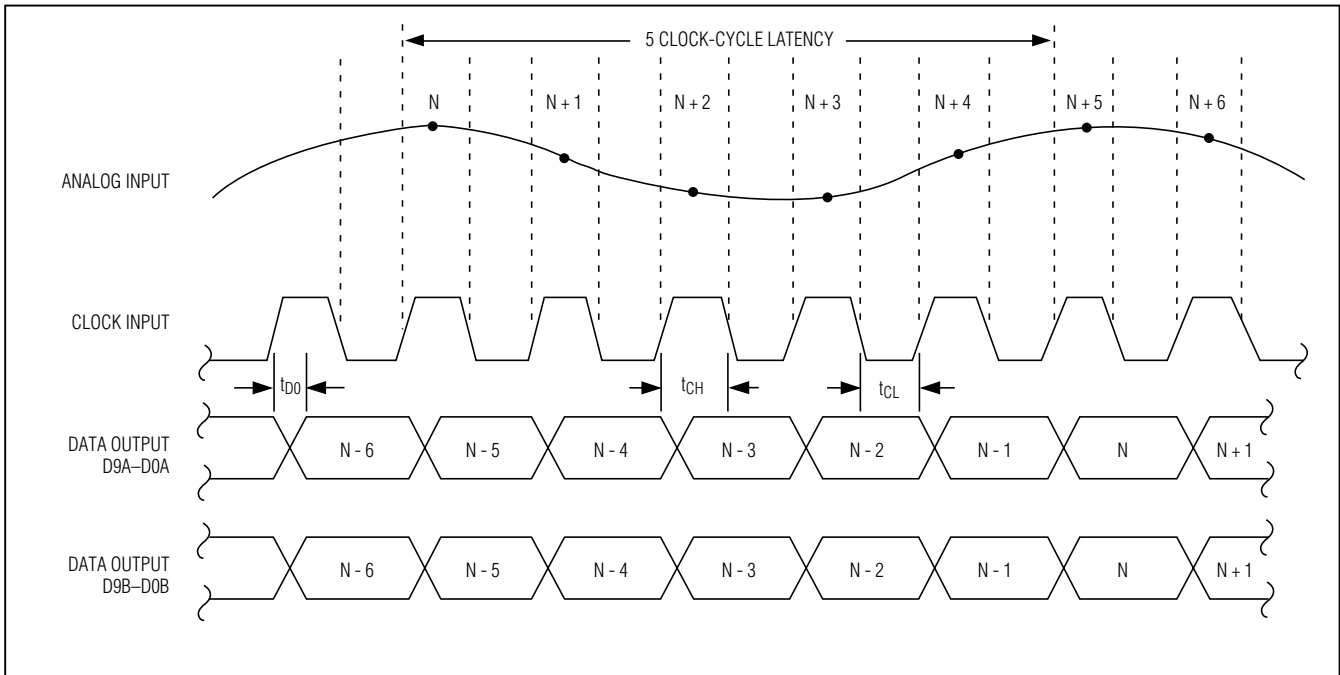 5 CLOCK-CYCLE LATENCY
N N + 1 N + 2 N + 3 N + 4 N + 5 N + 6
ANALOG INPUT
CLOCK INPUT
tD0 tCH tCL
DATA OUTPUT
D9A–D0A
N - 6 N - 5 N - 4 N - 3 N - 2 N - 1 N N + 1
DATA OUTPUT
D9B–D0B
N - 6 N - 5 N - 4 N - 3 N - 2 N - 1 N N + 1